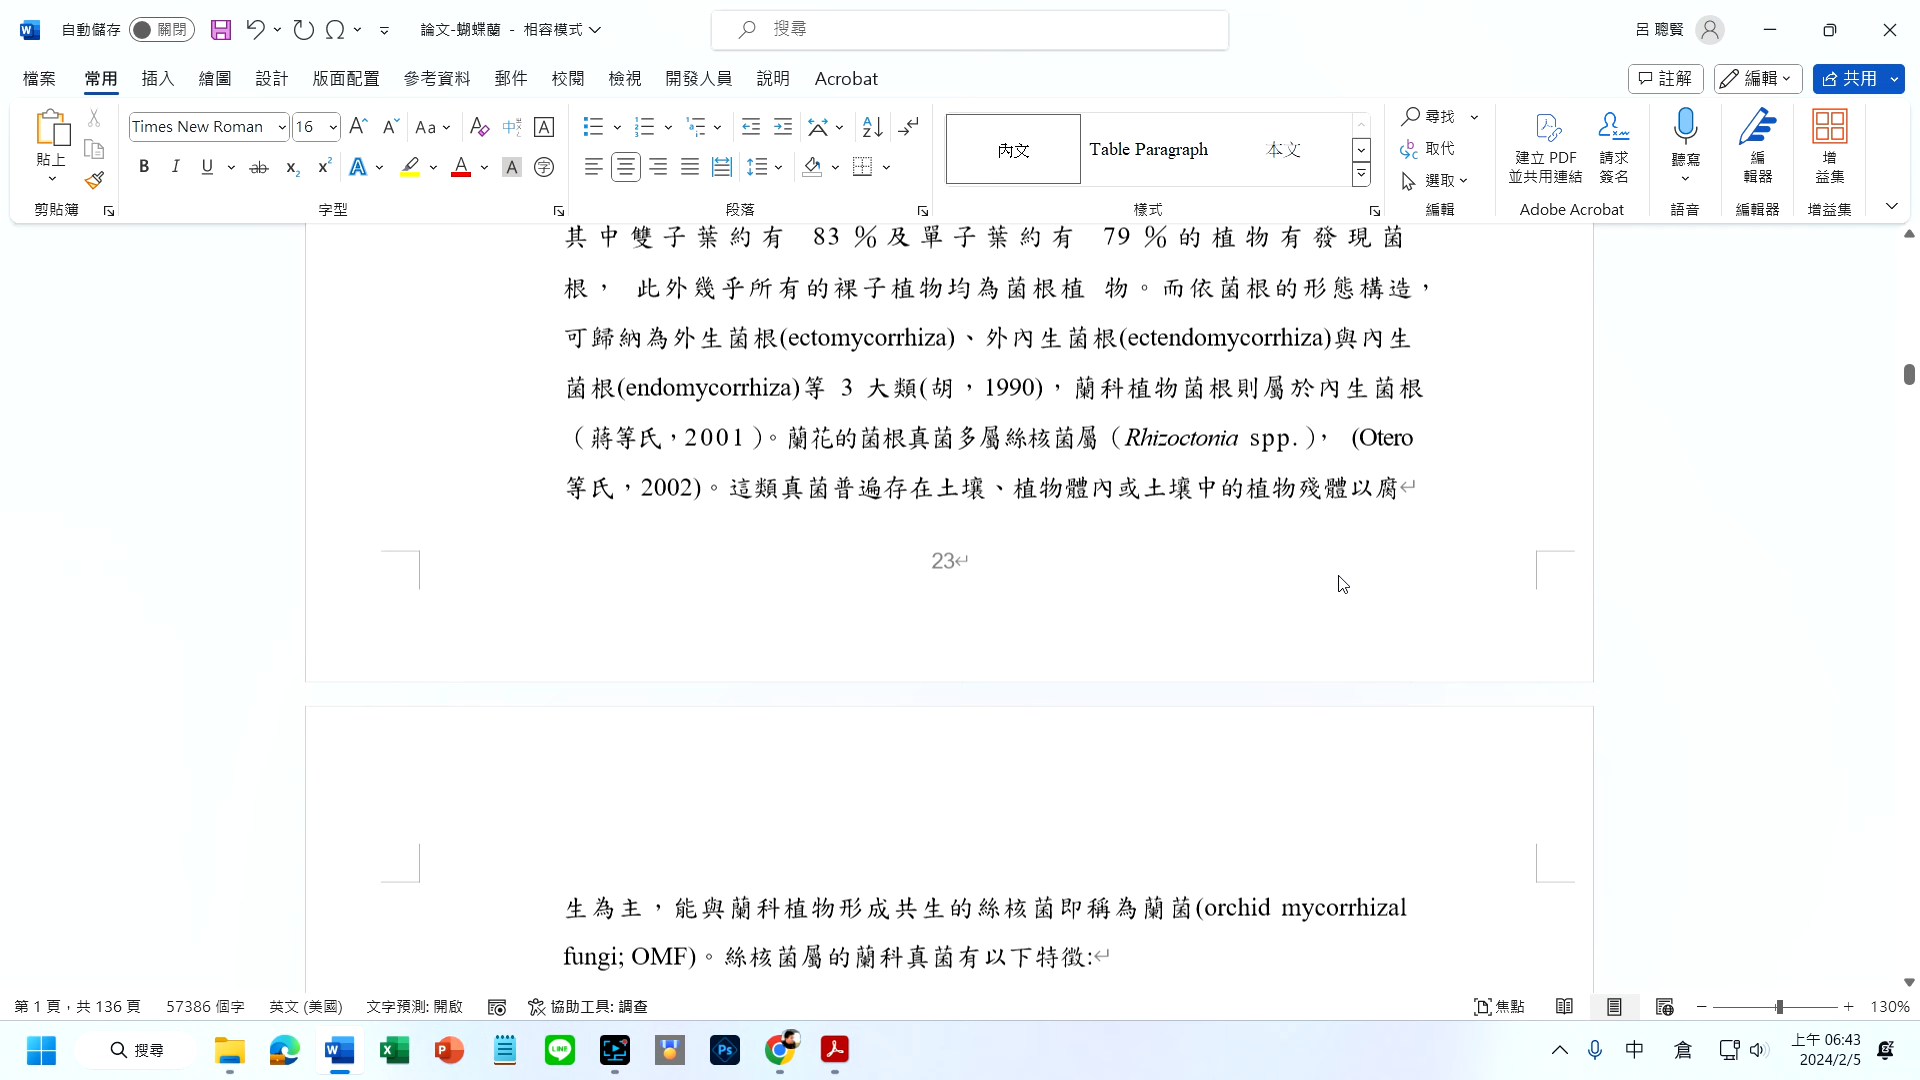 自動儲存 關閉 論文-蝴蝶蘭 - 相容模式 搜尋 呂 聰賢
檔案 常用 插入 繪圖 設計 版面配置 參考資料 郵件 校閱 檢視 開發人員 說明 Acrobat 註解 編輯 共用
貼上 剪貼簿
Times New Roman 16 字型
段落
內文 Table Paragraph 本文 樣式
尋找 取代 選取 編輯
建立 PDF 並共用連結 請求簽名 Adobe Acrobat
聽寫 語音
編輯器 編輯器
增益集 增益集
其中雙子葉約有 83 %及單子葉約有 79 %的植物有發現菌
根， 此外幾乎所有的裸子植物均為菌根植 物。而依菌根的形態構造，
可歸納為外生菌根(ectomycorrhiza)、外內生菌根(ectendomycorrhiza)與內生
菌根(endomycorrhiza)等 3 大類(胡，1990)，蘭科植物菌根則屬於內生菌根
（蔣等氏，2001）。蘭花的菌根真菌多屬絲核菌屬（Rhizoctonia spp.）， (Otero
等氏，2002)。這類真菌普遍存在土壤、植物體內或土壤中的植物殘體以腐
23
生為主，能與蘭科植物形成共生的絲核菌即稱為蘭菌(orchid mycorrhizal
fungi; OMF)。絲核菌屬的蘭科真菌有以下特徵:
第 1 頁，共 136 頁 57386 個字 英文 (美國) 文字預測: 開啟 協助工具: 調查 焦點 130%
搜尋 中 倉 上午 06:43
2024/2/5